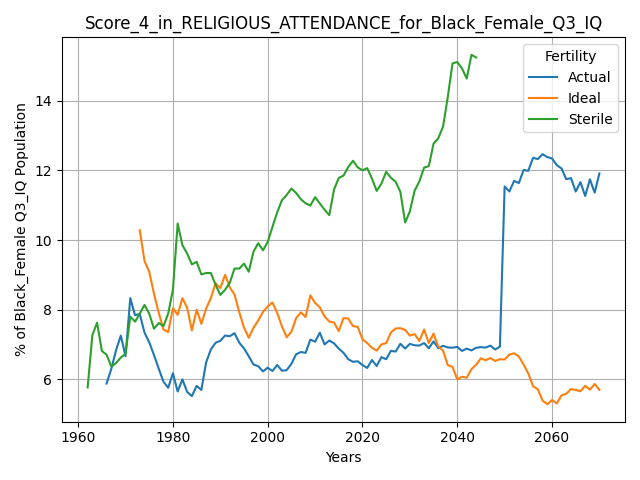 Score_4_in_RELIGIOUS_ATTENDANCE_for_Black_Female_Q3_IQ
% of Black_Female Q3_IQ Population
14
12
10
8
6
Fertility
Actual
Ideal
Sterile
1960 1980 2000 2020 2040 2060
Years